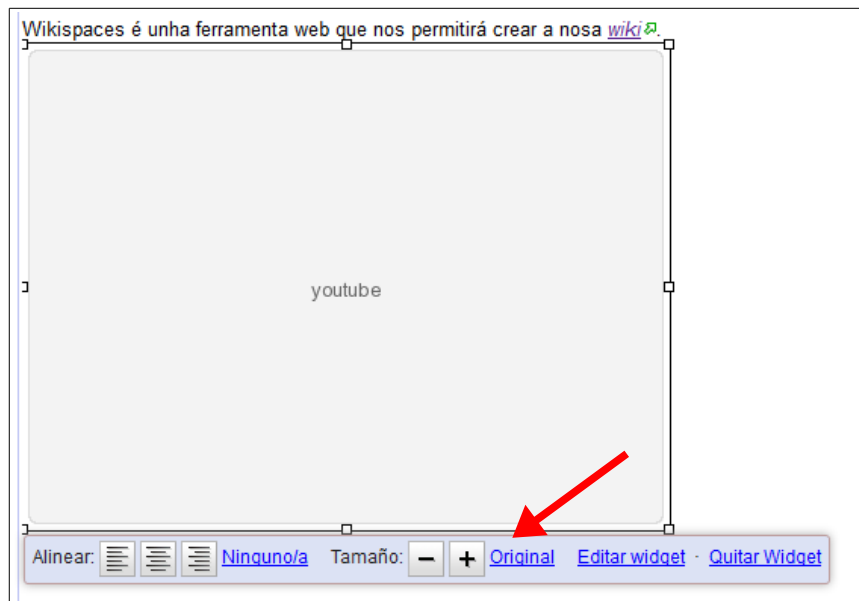 Wikispaces é unha ferramenta web que nos permitirá crear a nosa wiki.
youtube
Alinear: Ninguno/a Tamaño: − + Original Editar widget · Quitar Widget